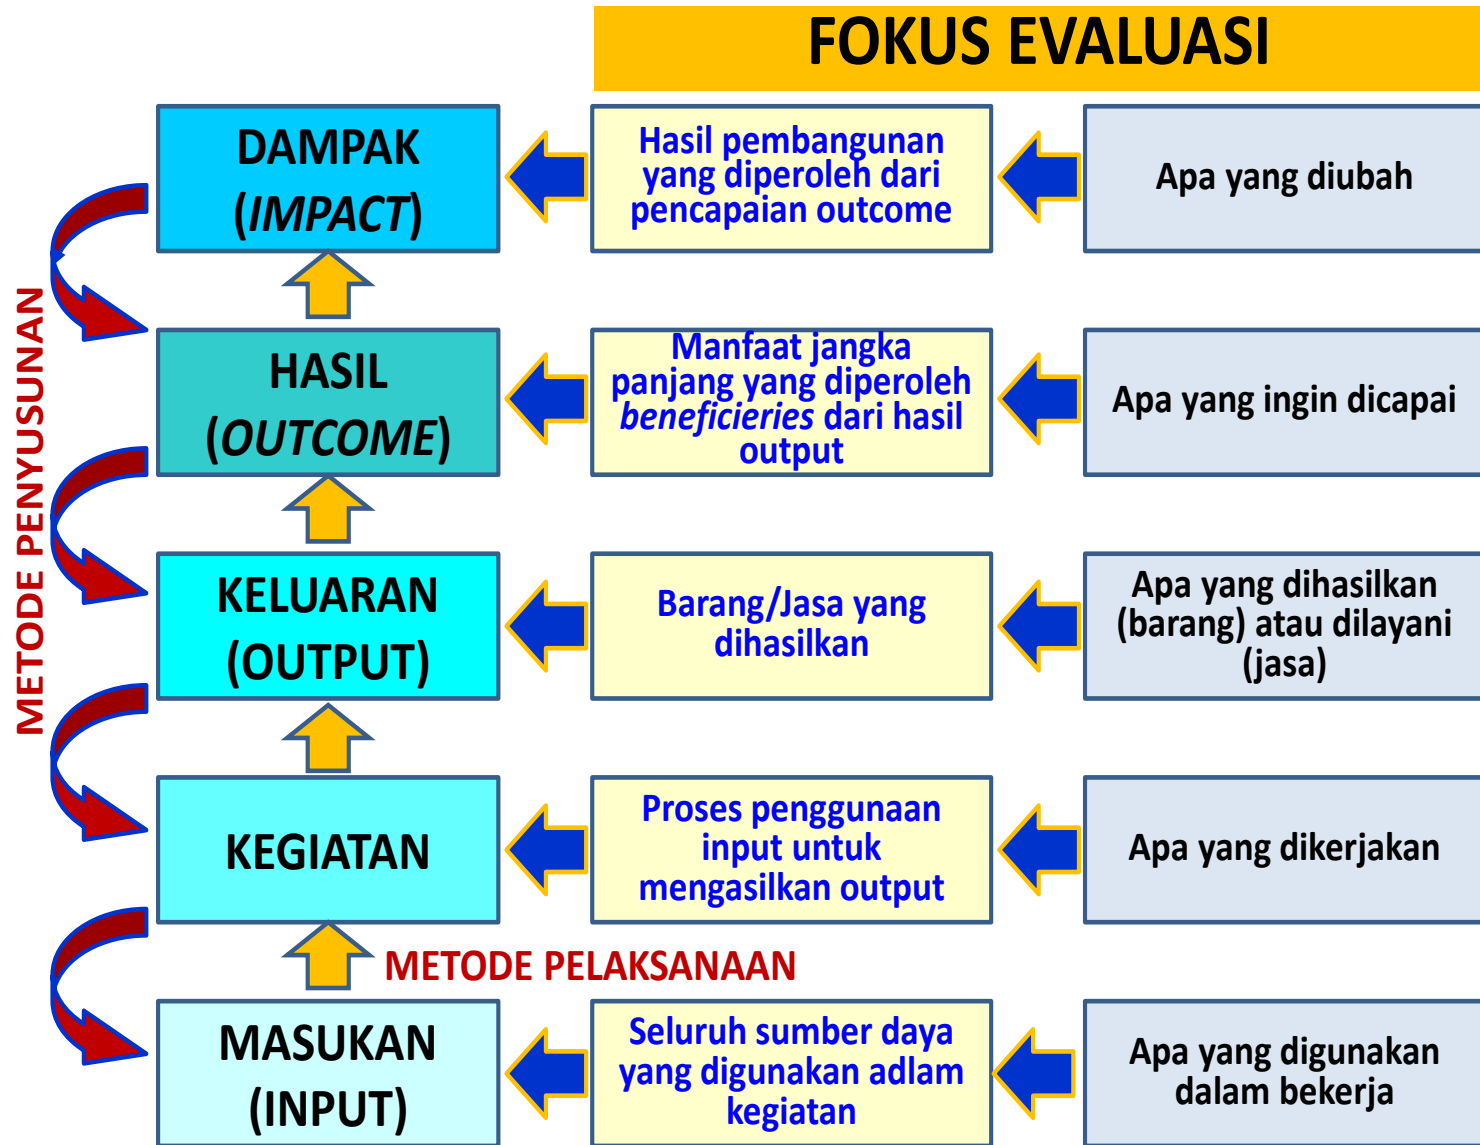 FOKUS EVALUASI
DAMPAK
(IMPACT)
Hasil pembangunan
yang diperoleh dari
pencapaian outcome
Apa yang diubah
METODE PENYUSUNAN
HASIL
(OUTCOME)
Manfaat jangka
panjang yang diperoleh
beneficieries dari hasil
output
Apa yang ingin dicapai
KELUARAN
(OUTPUT)
Barang/Jasa yang
dihasilkan
Apa yang dihasilkan
(barang) atau dilayani
(jasa)
KEGIATAN
Proses penggunaan
input untuk
mengasilkan output
Apa yang dikerjakan
METODE PELAKSANAAN
MASUKAN
(INPUT)
Seluruh sumber daya
yang digunakan adlam
kegiatan
Apa yang digunakan
dalam bekerja